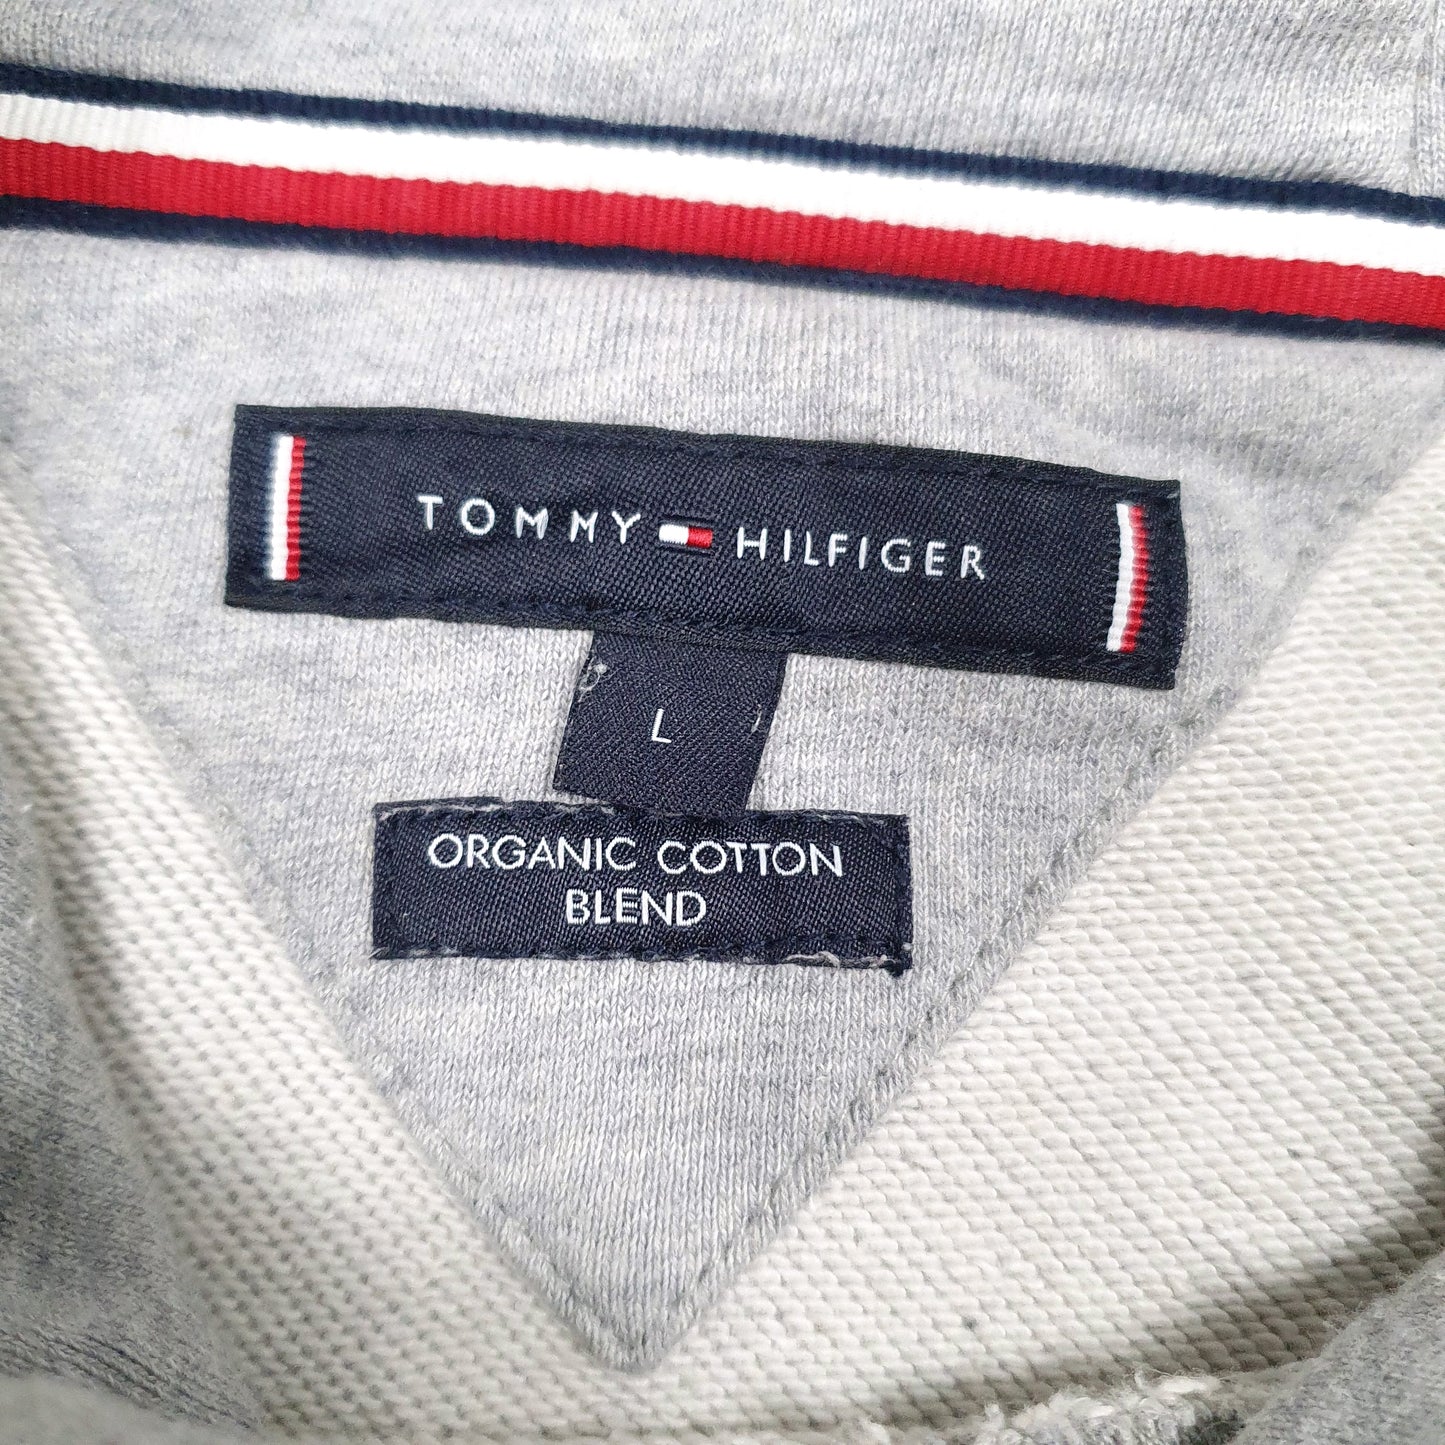 TOMMY HILFIGER
L
ORGANIC COTTON
BLEND